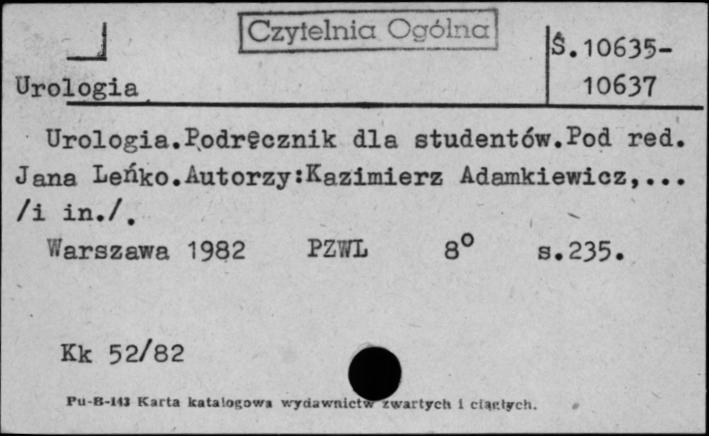 Czytelnia Ogólna
Ś.10635-
10637
Urologia
Urologia.Podręcznik dla studentów.Pod red.
Jana Leńko.Autorzy:Kazimierz Adamkiewicz,...
/i in./.
Warszawa 1982 PZWL 8° s.235.
Kk 52/82
Pu-B-143 Karta katalogowa wydawnictw zwartych i ciągłych.